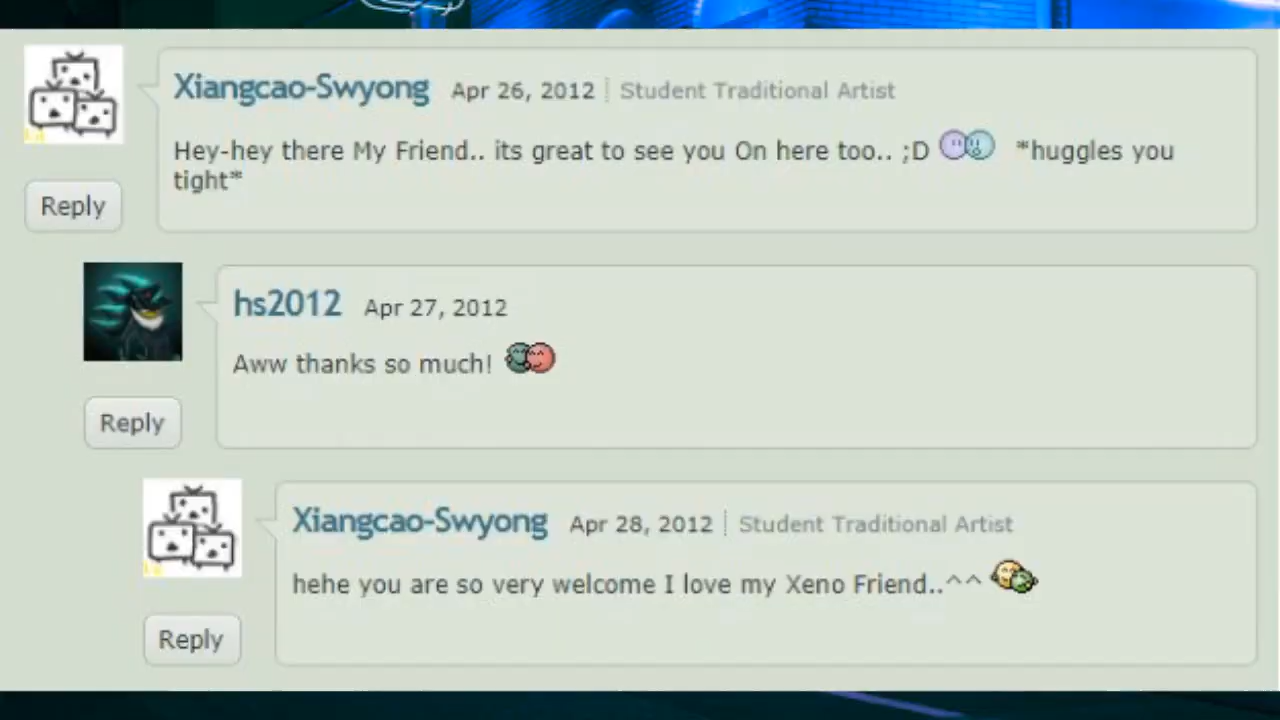 Xiangcao-Swyong Apr 26, 2012 Student Traditional Artist
Hey-hey there My Friend.. its great to see you On here too.. ;D *huggles you
tight*
Reply
hs2012 Apr 27, 2012
Aww thanks so much!
Reply
Xiangcao-Swyong Apr 28, 2012 Student Traditional Artist
hehe you are so very welcome I love my Xeno Friend..^^
Reply